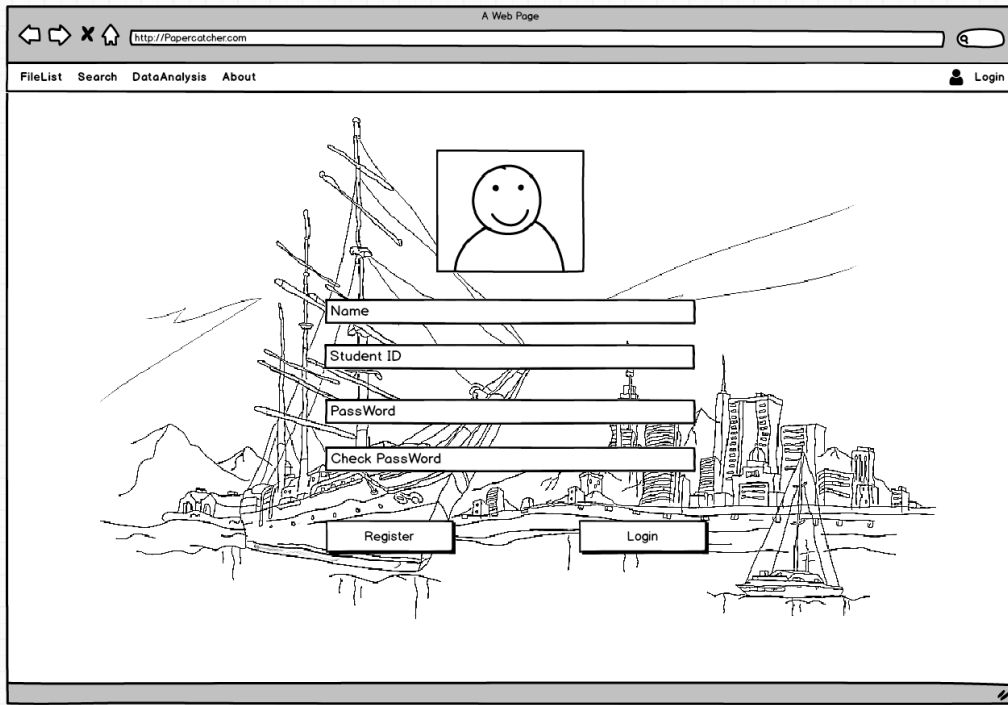 A Web Page
http://Papercatcher.com
FileList Search DataAnalysis About Login
Name
Student ID
PassWord
Check PassWord
Register Login